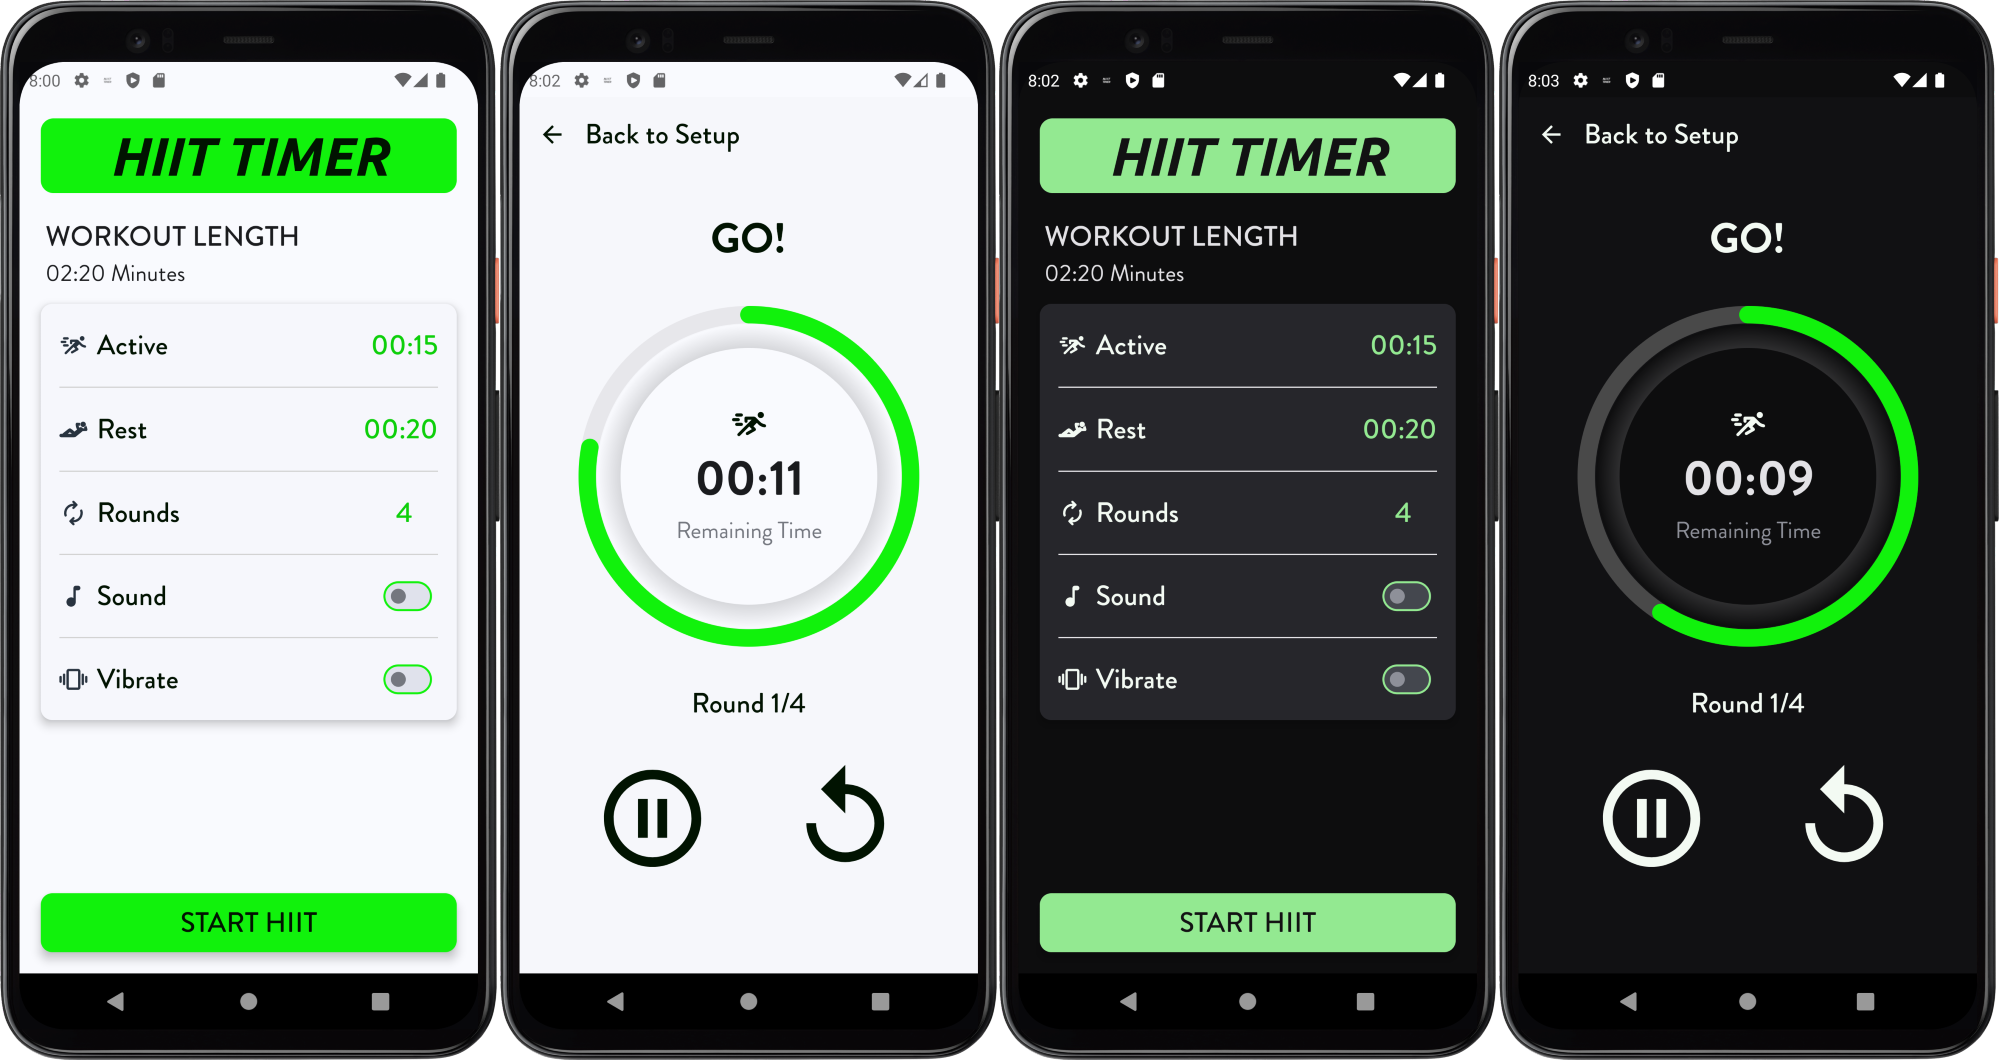 8:00
HIIT TIMER
WORKOUT LENGTH
02:20 Minutes
Active 00:15
Rest 00:20
Rounds 4
Sound
Vibrate
START HIIT
8:02
Back to Setup
GO!
00:11
Remaining Time
Round 1/4
8:02
HIIT TIMER
WORKOUT LENGTH
02:20 Minutes
Active 00:15
Rest 00:20
Rounds 4
Sound
Vibrate
START HIIT
8:03
Back to Setup
GO!
00:09
Remaining Time
Round 1/4